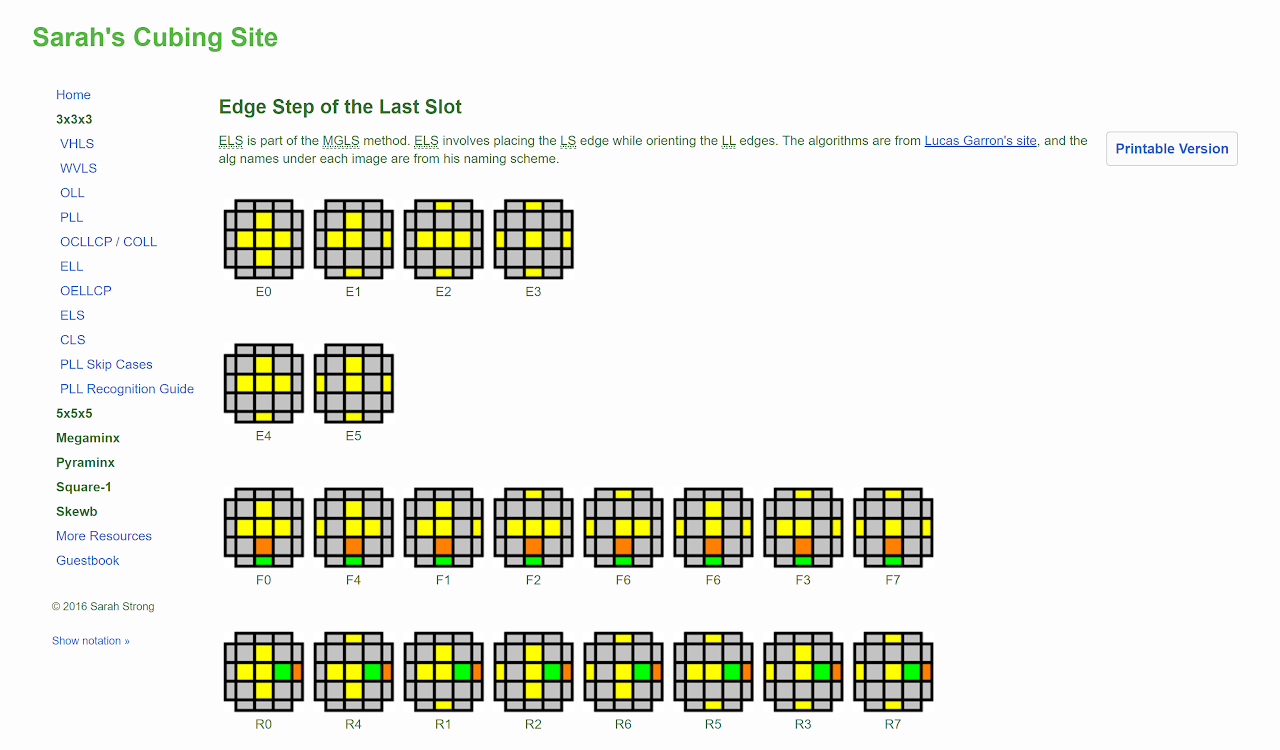 Sarah's Cubing Site
Home
3x3x3
VHLS
WVLS
OLL
PLL
OCLLCP / COLL
ELL
OELLCP
ELS
CLS
PLL Skip Cases
PLL Recognition Guide
5x5x5
Megaminx
Pyraminx
Square-1
Skewb
More Resources
Guestbook
© 2016 Sarah Strong
Show notation »
Edge Step of the Last Slot
ELS is part of the MGLS method. ELS involves placing the LS edge while orienting the LL edges. The algorithms are from Lucas Garron's site, and the
alg names under each image are from his naming scheme.
Printable Version
E0 E1 E2 E3
E4 E5
F0 F4 F1 F2 F6 F6 F3 F7
R0 R4 R1 R2 R6 R5 R3 R7